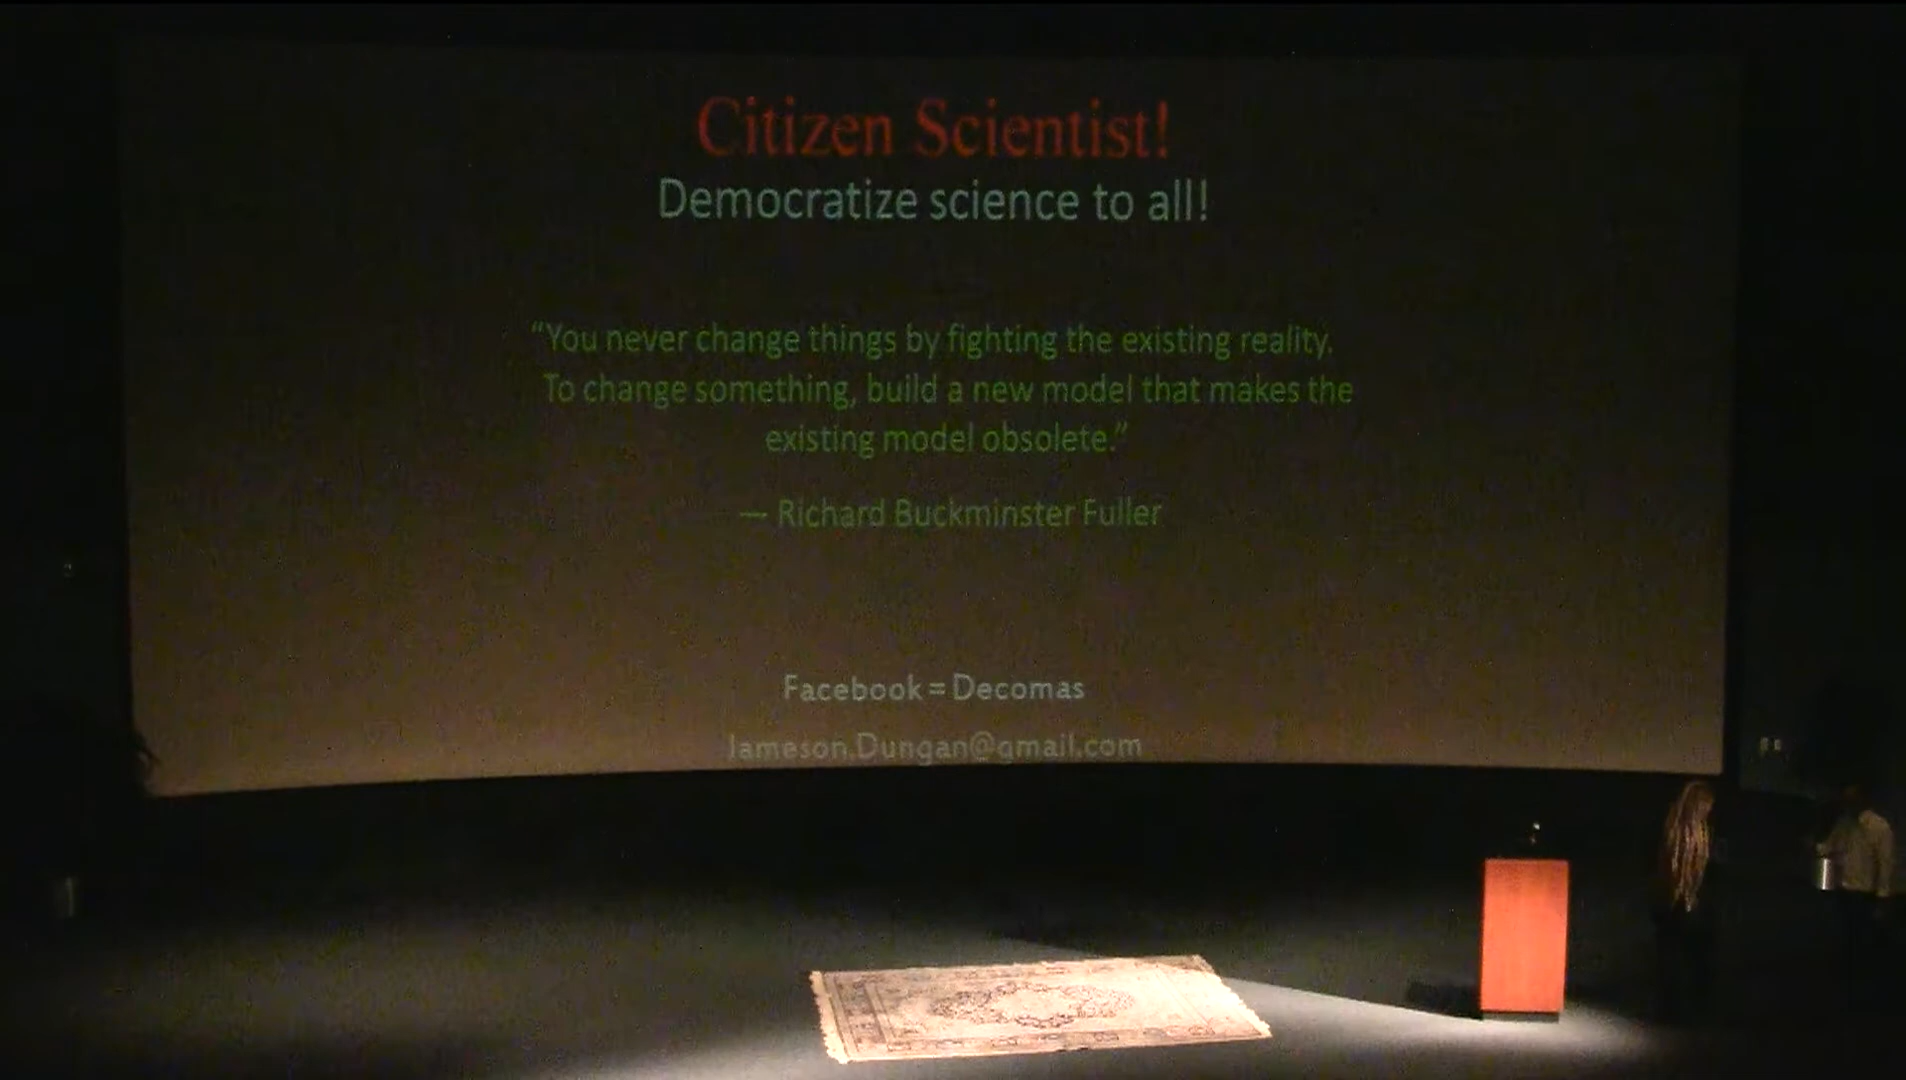 Citizen Scientist!
Democratize science to all!
“You never change things by fighting the existing reality.
To change something, build a new model that makes the
existing model obsolete.”
— Richard Buckminster Fuller
Facebook = Decomas
Jameson.Dungan@gmail.com